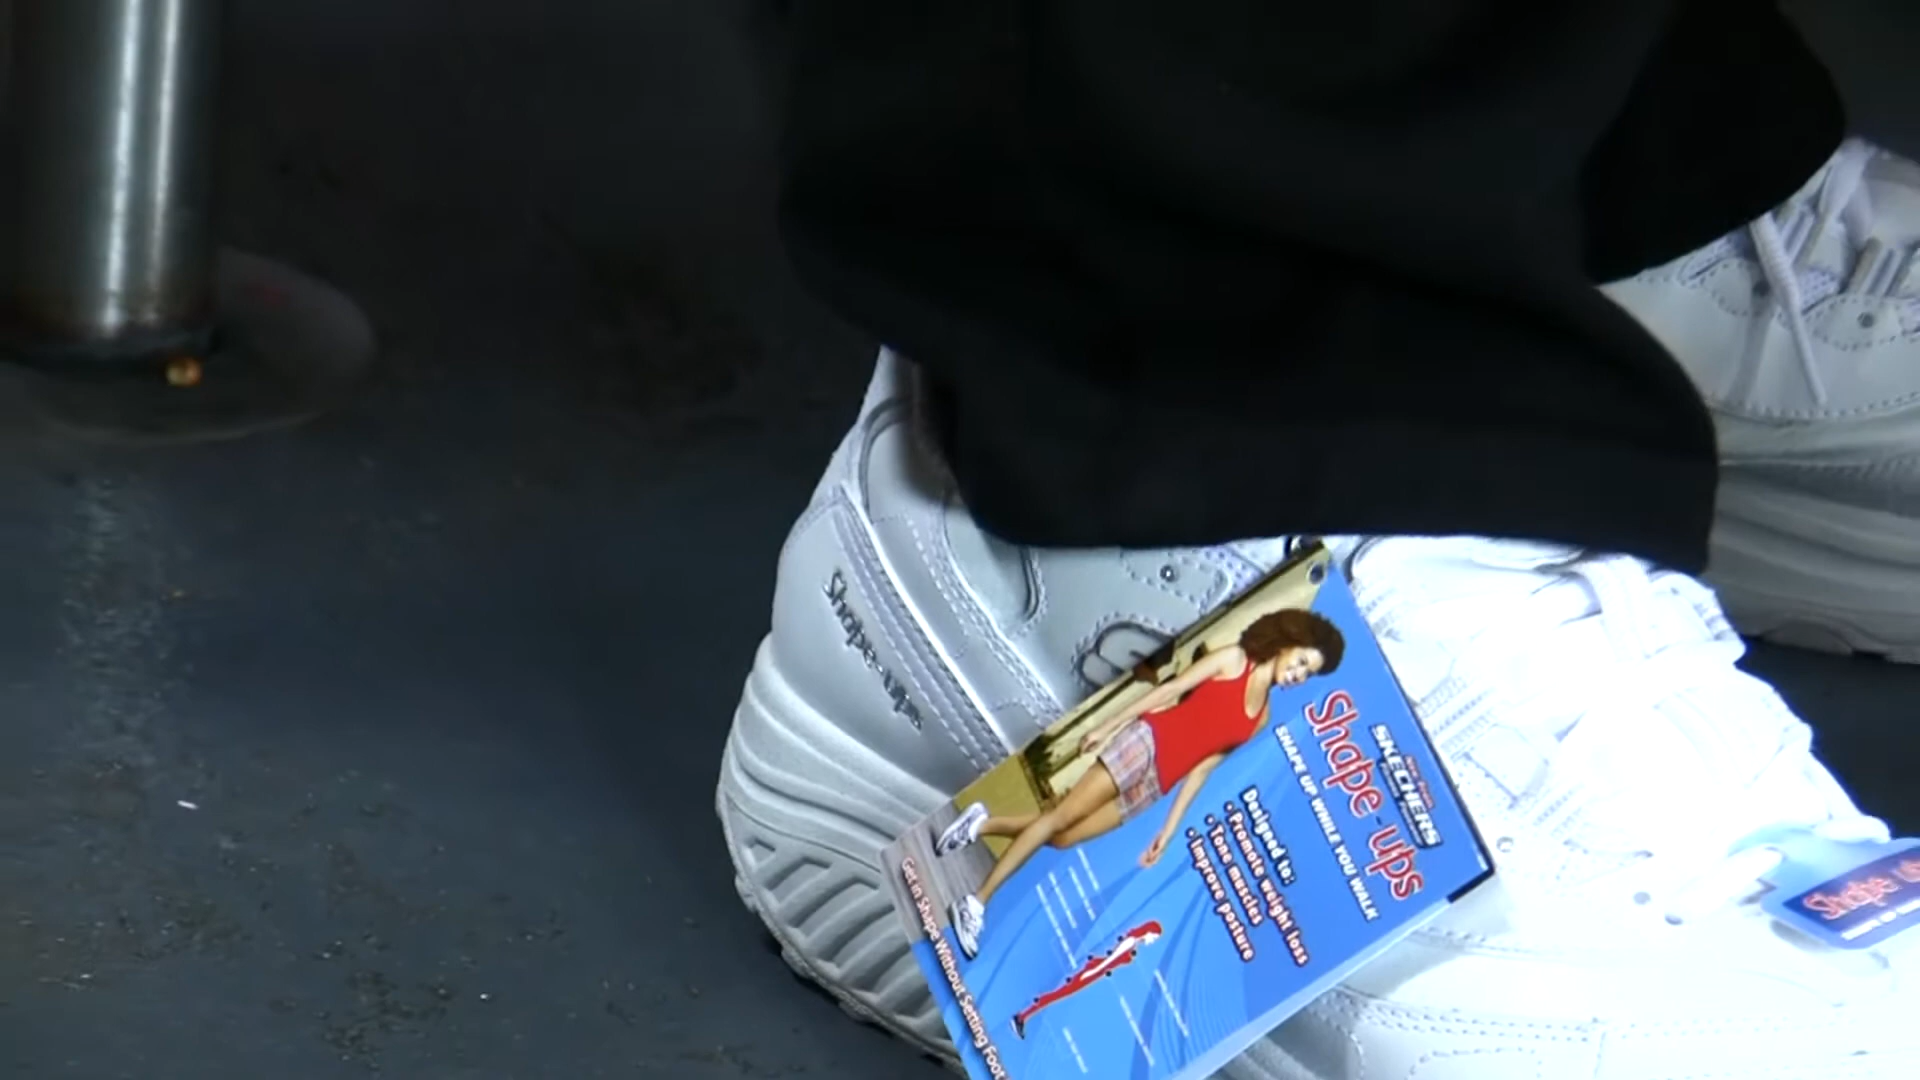 Shape-ups
SKECHERS
Shape-ups
SHAPE UP WHILE YOU WALK
Designed to:
• Promote weight loss
• Tone muscles
• Improve posture
Get in Shape Without Setting Foot
Shape up